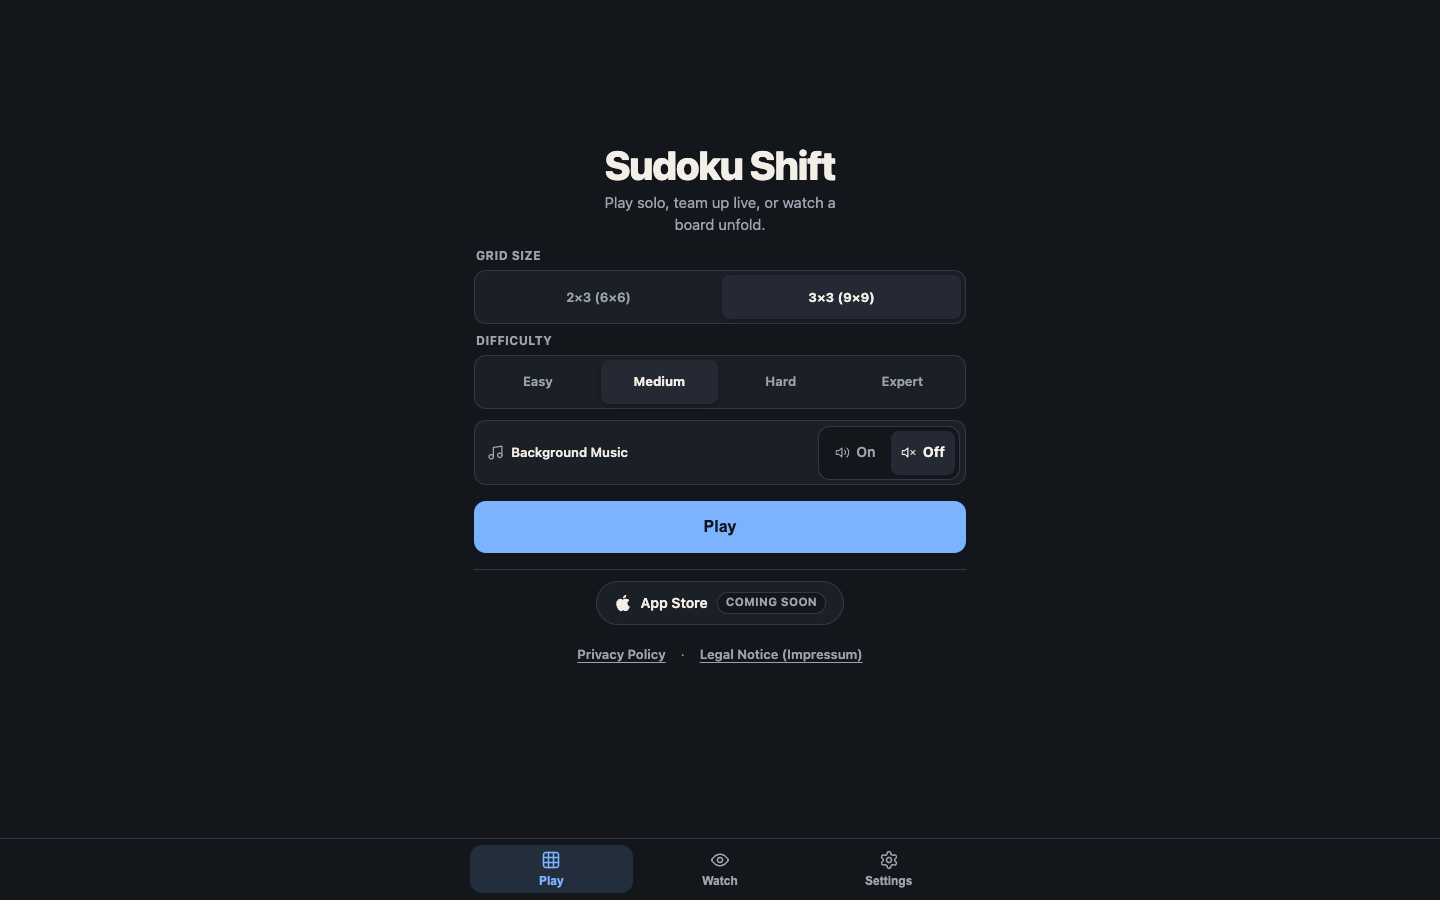 Sudoku Shift
Play solo, team up live, or watch a
board unfold.
GRID SIZE
2×3 (6×6)
3×3 (9×9)
DIFFICULTY
Easy
Medium
Hard
Expert
Background Music
On
Off
Play
App Store
COMING SOON
Privacy Policy · Legal Notice (Impressum)
Play
Watch
Settings